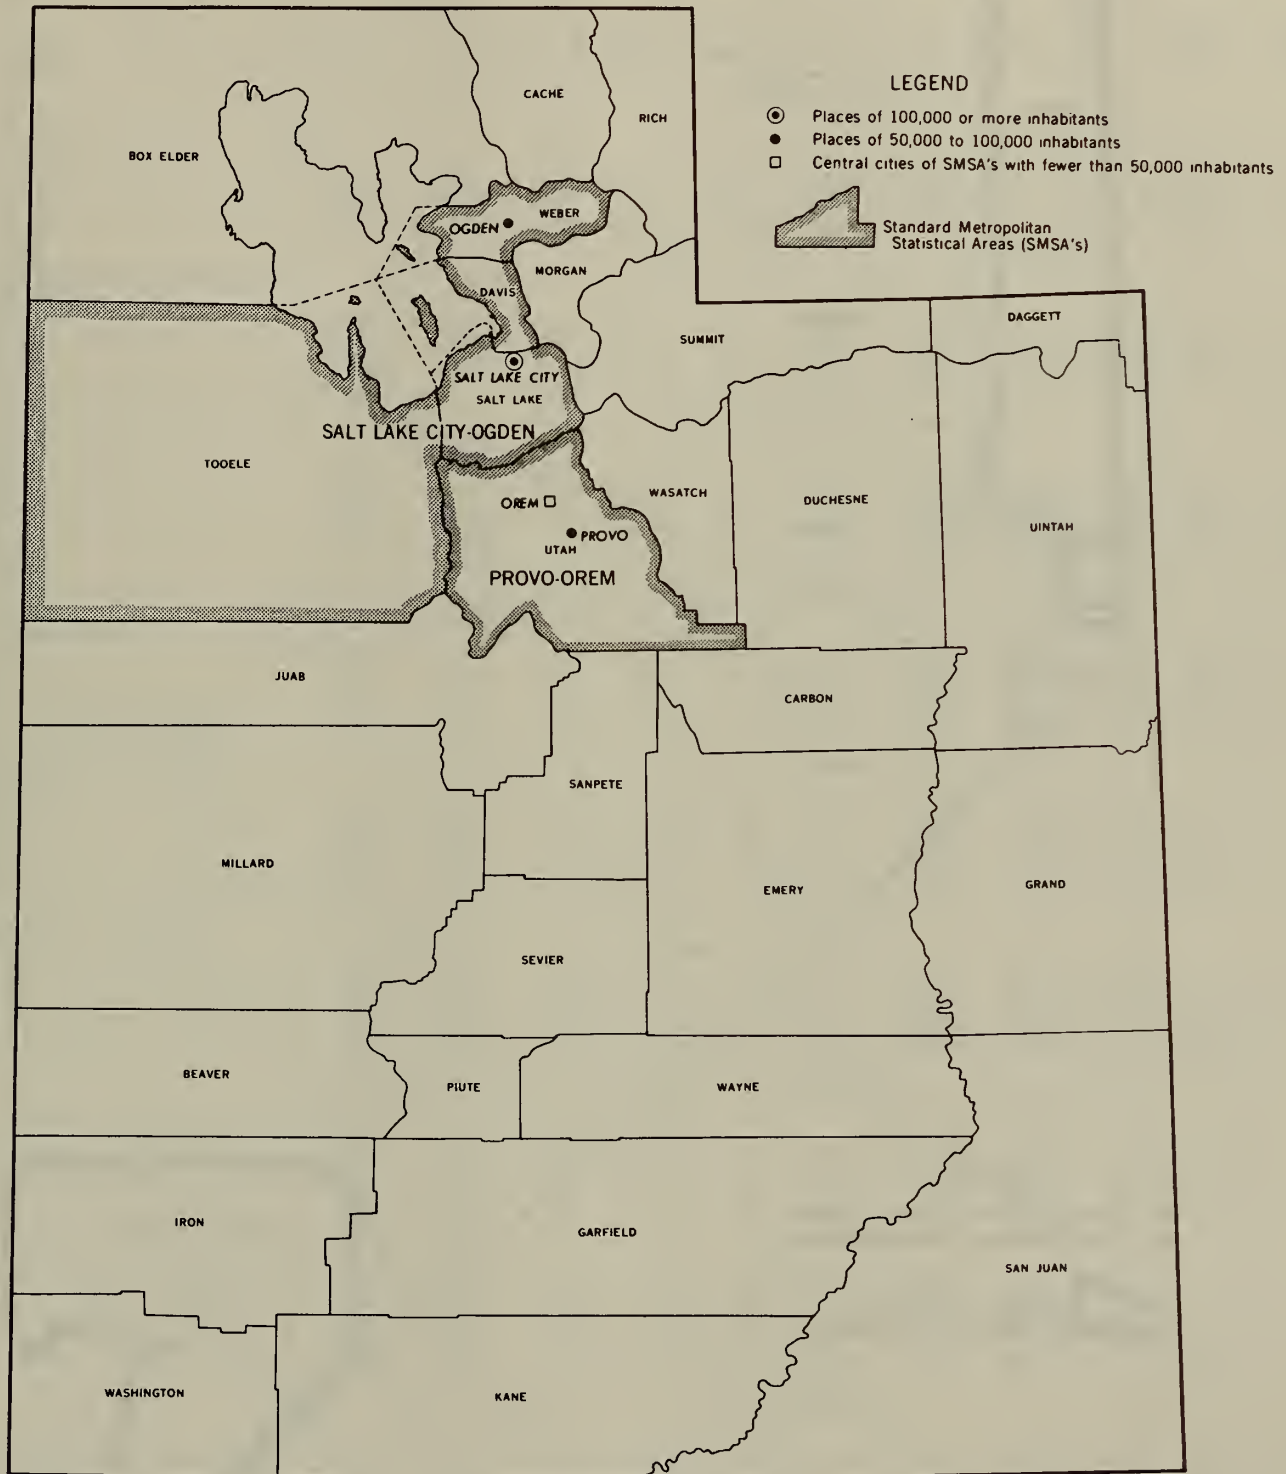 LEGEND
Places of 100,000 or more inhabitants
Places of 50,000 to 100,000 inhabitants
Central cities of SMSA's with fewer than 50,000 inhabitants
Standard Metropolitan
Statistical Areas (SMSA's)
CACHE
RICH
BOX ELDER
WEBER
OGDEN
MORGAN
DAVIS
DAGGETT
SUMMIT
SALT LAKE CITY
SALT LAKE
SALT LAKE CITY-OGDEN
TOOELE
WASATCH
DUCHESNE
OREM
UINTAH
PROVO
UTAH
PROVO-OREM
JUAB
CARBON
SANPETE
MILLARD
EMERY
GRAND
SEVIER
BEAVER
PIUTE
WAYNE
IRON
GARFIELD
SAN JUAN
WASHINGTON
KANE